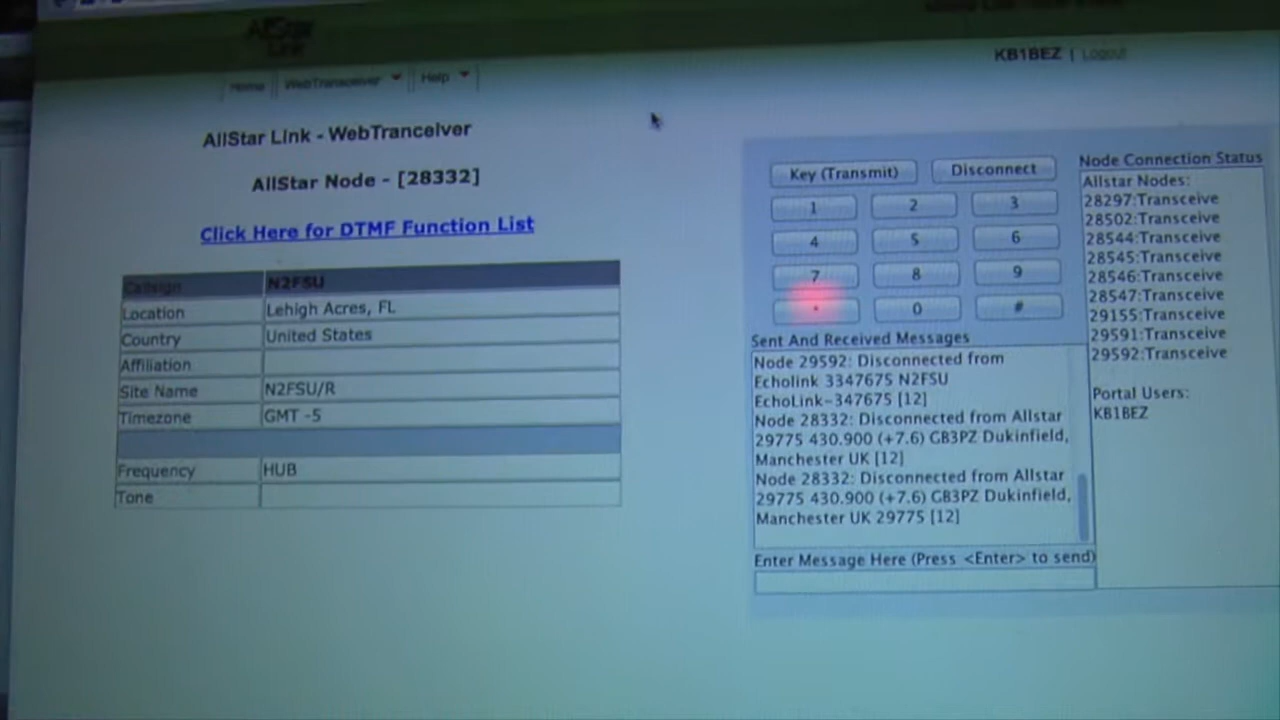 AllStar
Link
KB1BEZ | Logout
Home WebTransceiver Help
AllStar Link - WebTranceiver
AllStar Node - [28332]
Click Here for DTMF Function List
Callsign N2FSU
Location Lehigh Acres, FL
Country United States
Affiliation
Site Name N2FSU/R
Timezone GMT -5
Frequency HUB
Tone
Key (Transmit) Disconnect
1 2 3
4 5 6
7 8 9
* 0 #
Sent And Received Messages
Node 29592: Disconnected from
Echolink 3347675 N2FSU
EchoLink-347675 [12]
Node 28332: Disconnected from Allstar
29775 430.900 (+7.6) GB3PZ Dukinfield,
Manchester UK [12]
Node 28332: Disconnected from Allstar
29775 430.900 (+7.6) GB3PZ Dukinfield,
Manchester UK 29775 [12]
Enter Message Here (Press <Enter> to send)
Node Connection Status
Allstar Nodes:
28297:Transceive
28502:Transceive
28544:Transceive
28545:Transceive
28546:Transceive
28547:Transceive
29155:Transceive
29591:Transceive
29592:Transceive
Portal Users:
KB1BEZ